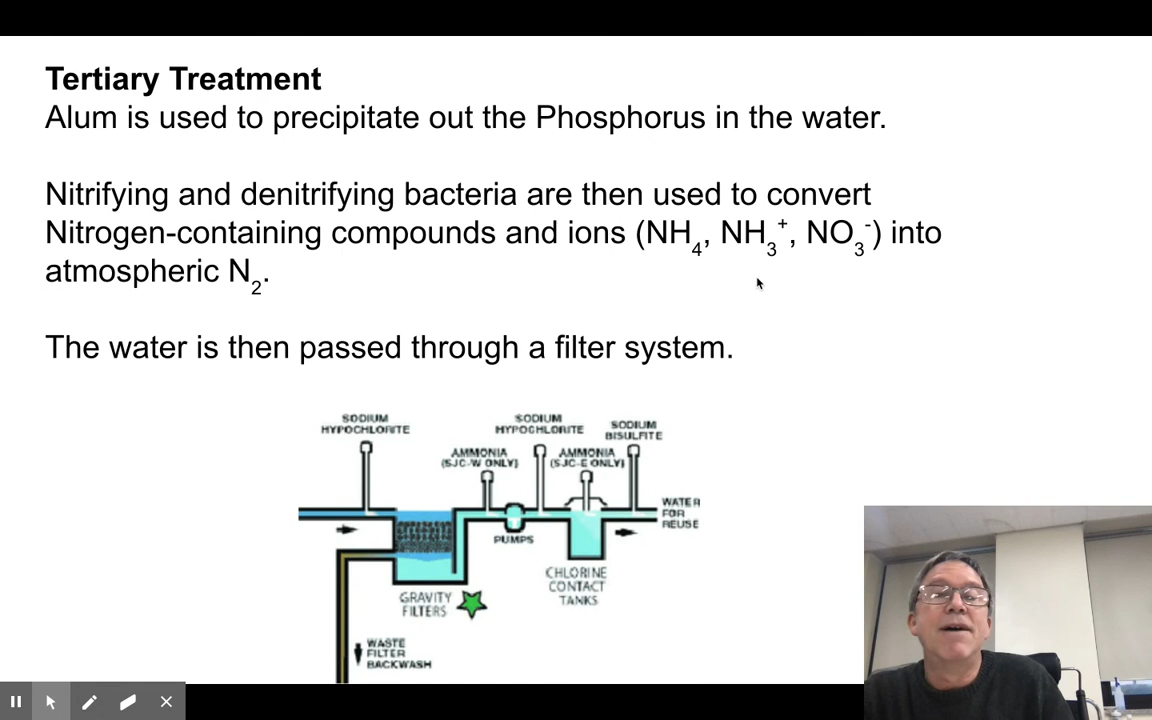 Tertiary Treatment
Alum is used to precipitate out the Phosphorus in the water.
Nitrifying and denitrifying bacteria are then used to convert
Nitrogen-containing compounds and ions (NH₄, NH₃⁺, NO₃⁻) into
atmospheric N₂.
The water is then passed through a filter system.
SODIUM
HYPOCHLORITE
SODIUM
HYPOCHLORITE
SODIUM
BISULFITE
AMMONIA
(SJC-W ONLY)
AMMONIA
(SJC-E ONLY)
WATER
FOR
REUSE
PUMPS
CHLORINE
CONTACT
TANKS
GRAVITY
FILTERS
WASTE
FILTER
BACKWASH